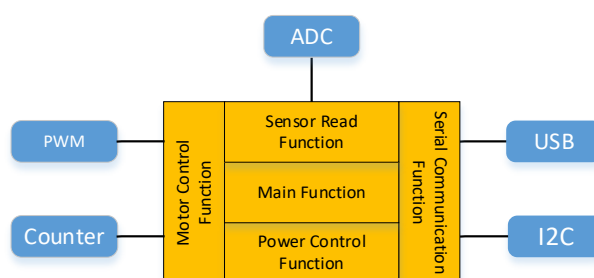 ADC
PWM
Counter
Motor Control
Function
Sensor Read
Function
Main Function
Power Control
Function
Serial Communication
Function
USB
I2C